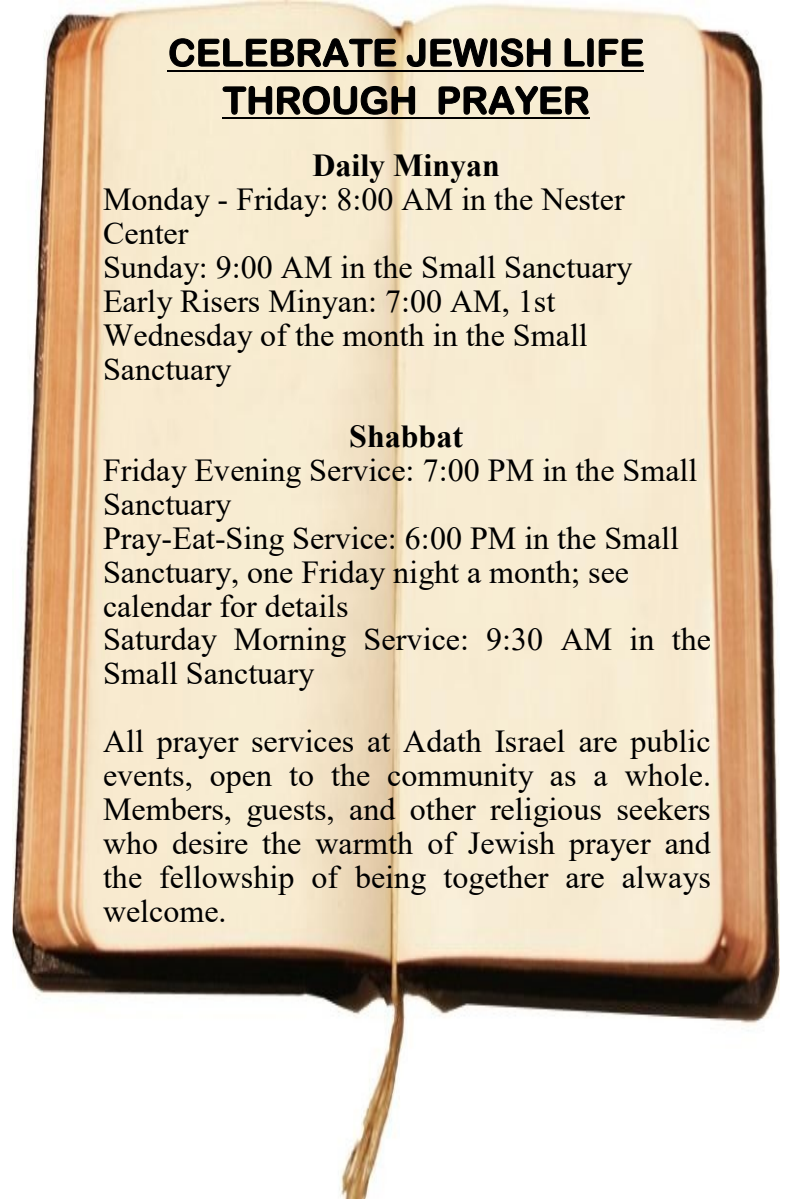 CELEBRATE JEWISH LIFE
THROUGH PRAYER
Daily Minyan
Monday - Friday: 8:00 AM in the Nester
Center
Sunday: 9:00 AM in the Small Sanctuary
Early Risers Minyan: 7:00 AM, 1st
Wednesday of the month in the Small
Sanctuary
Shabbat
Friday Evening Service: 7:00 PM in the Small
Sanctuary
Pray-Eat-Sing Service: 6:00 PM in the Small
Sanctuary, one Friday night a month; see
calendar for details
Saturday Morning Service: 9:30 AM in the
Small Sanctuary
All prayer services at Adath Israel are public
events, open to the community as a whole.
Members, guests, and other religious seekers
who desire the warmth of Jewish prayer and
the fellowship of being together are always
welcome.